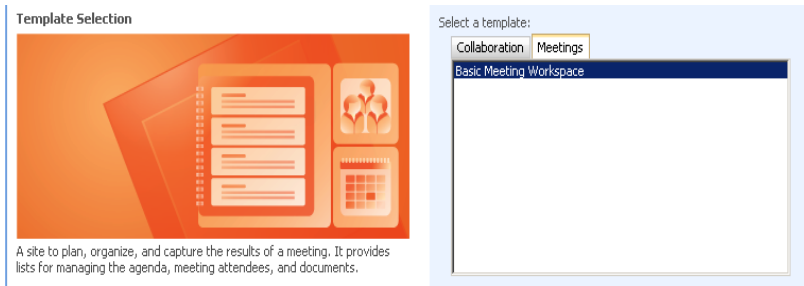 Template Selection
A site to plan, organize, and capture the results of a meeting. It provides
lists for managing the agenda, meeting attendees, and documents.
Select a template:
Collaboration Meetings
Basic Meeting Workspace